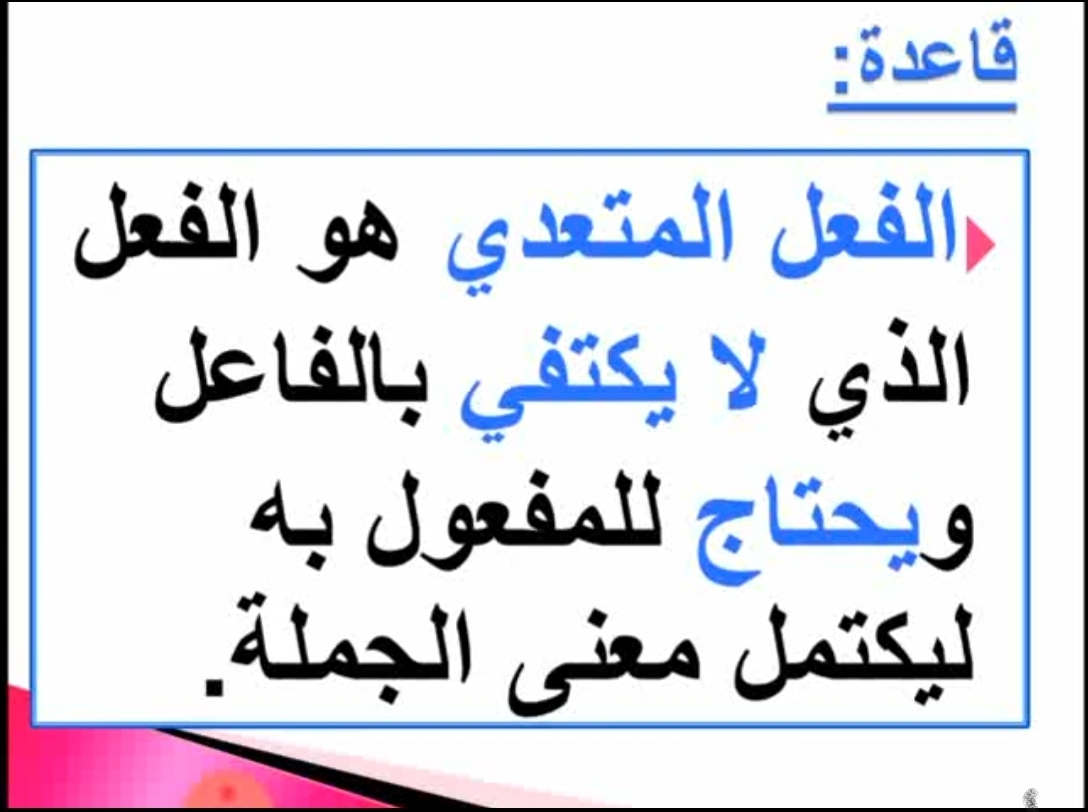 قاعدة:
الفعل المتعدي هو الفعل
الذي لا يكتفي بالفاعل
ويحتاج للمفعول به
ليكتمل معنى الجملة.